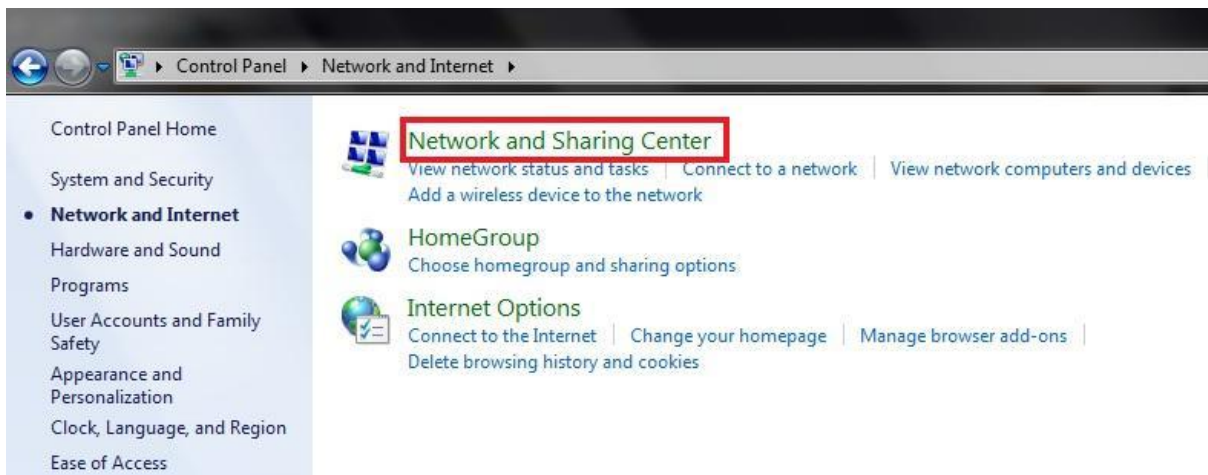 Control Panel Network and Internet
Control Panel Home
System and Security
Network and Internet
Hardware and Sound
Programs
User Accounts and Family
Safety
Appearance and
Personalization
Clock, Language, and Region
Ease of Access
Network and Sharing Center
View network status and tasks Connect to a network View network computers and devices
Add a wireless device to the network
HomeGroup
Choose homegroup and sharing options
Internet Options
Connect to the Internet Change your homepage Manage browser add-ons
Delete browsing history and cookies